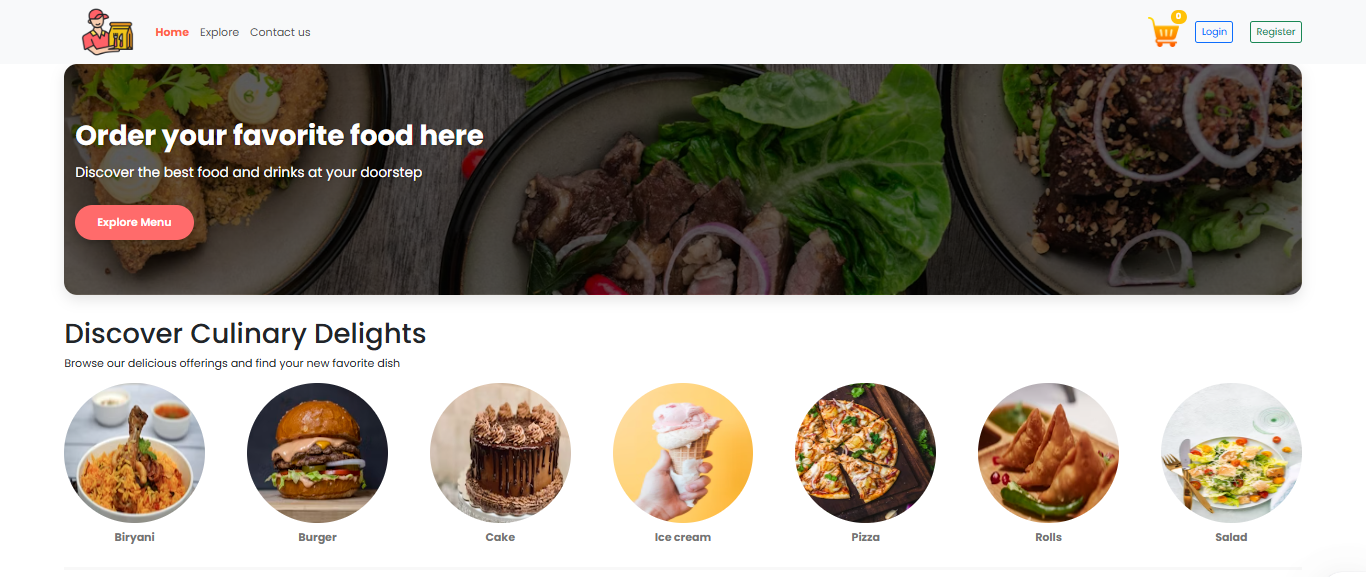 Home Explore Contact us 0 Login Register
Order your favorite food here
Discover the best food and drinks at your doorstep
Explore Menu
Discover Culinary Delights
Browse our delicious offerings and find your new favorite dish
Biryani Burger Cake Ice cream Pizza Rolls Salad